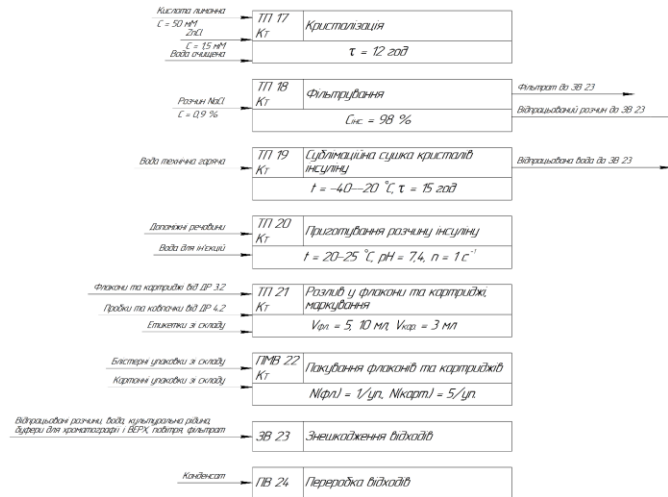 Кислота лимонна
C = 50 мМ
ZnCl
C = 1,5 мМ
Вода очищена
ТП 17
Кт
Кристалізація
τ = 12 год
Розчин NaCl
C = 0,9 %
ТП 18
Кт
Фільтрування
Сінс = 98 %
Фільтрат до ЗВ 23
Відпрацьований розчин до ЗВ 23
Вода технічна гаряча
ТП 19
Кт
Сублімаційна сушка кристалів
інсуліну
t = -40--20 °C, τ = 15 год
Відпрацьована вода до ЗВ 23
Допоміжні речовини
Вода для ін'єкцій
ТП 20
Кт
Приготування розчину інсуліну
t = 20-25 °C, pH = 7,4, n = 1 c⁻¹
Флакони та картриджі від ДР 3.2
Пробки та ковпачки від ДР 4.2
Етикетки зі складу
ТП 21
Кт
Розлив у флакони та картриджі,
маркування
Vфл. = 5, 10 мл, Vкар. = 3 мл
Блістерні упаковки зі складу
Картонні упаковки зі складу
ПМВ 22
Кт
Пакування флаконів та картриджів
N(фл.) = 1/уп., N(карт.) = 5/уп.
Відпрацьовані розчини, вода, культуральна рідина,
буфери для хроматографії і ВЕРХ, повітря, фільтрат
ЗВ 23
Знешкодження відходів
Конденсат
ПВ 24
Переробка відходів